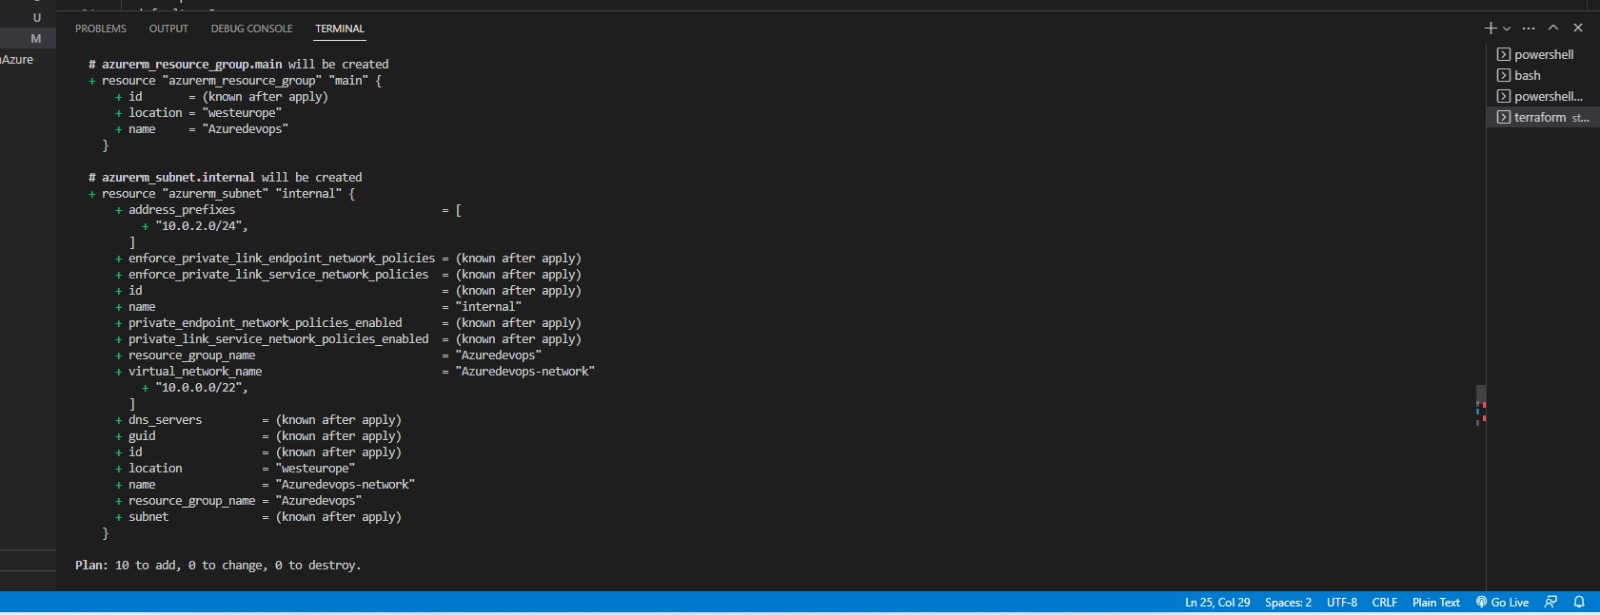 U
M
Azure
PROBLEMS OUTPUT DEBUG CONSOLE TERMINAL
# azurerm_resource_group.main will be created
+ resource "azurerm_resource_group" "main" {
+ id = (known after apply)
+ location = "westeurope"
+ name = "Azuredevops"
}
# azurerm_subnet.internal will be created
+ resource "azurerm_subnet" "internal" {
+ address_prefixes = [
+ "10.0.2.0/24",
]
+ enforce_private_link_endpoint_network_policies = (known after apply)
+ enforce_private_link_service_network_policies = (known after apply)
+ id = (known after apply)
+ name = "internal"
+ private_endpoint_network_policies_enabled = (known after apply)
+ private_link_service_network_policies_enabled = (known after apply)
+ resource_group_name = "Azuredevops"
+ virtual_network_name = "Azuredevops-network"
+ "10.0.0.0/22",
]
+ dns_servers = (known after apply)
+ guid = (known after apply)
+ id = (known after apply)
+ location = "westeurope"
+ name = "Azuredevops-network"
+ resource_group_name = "Azuredevops"
+ subnet = (known after apply)
}
Plan: 10 to add, 0 to change, 0 to destroy.
powershell
bash
powershell...
terraform st...
Ln 25, Col 29 Spaces: 2 UTF-8 CRLF Plain Text Go Live